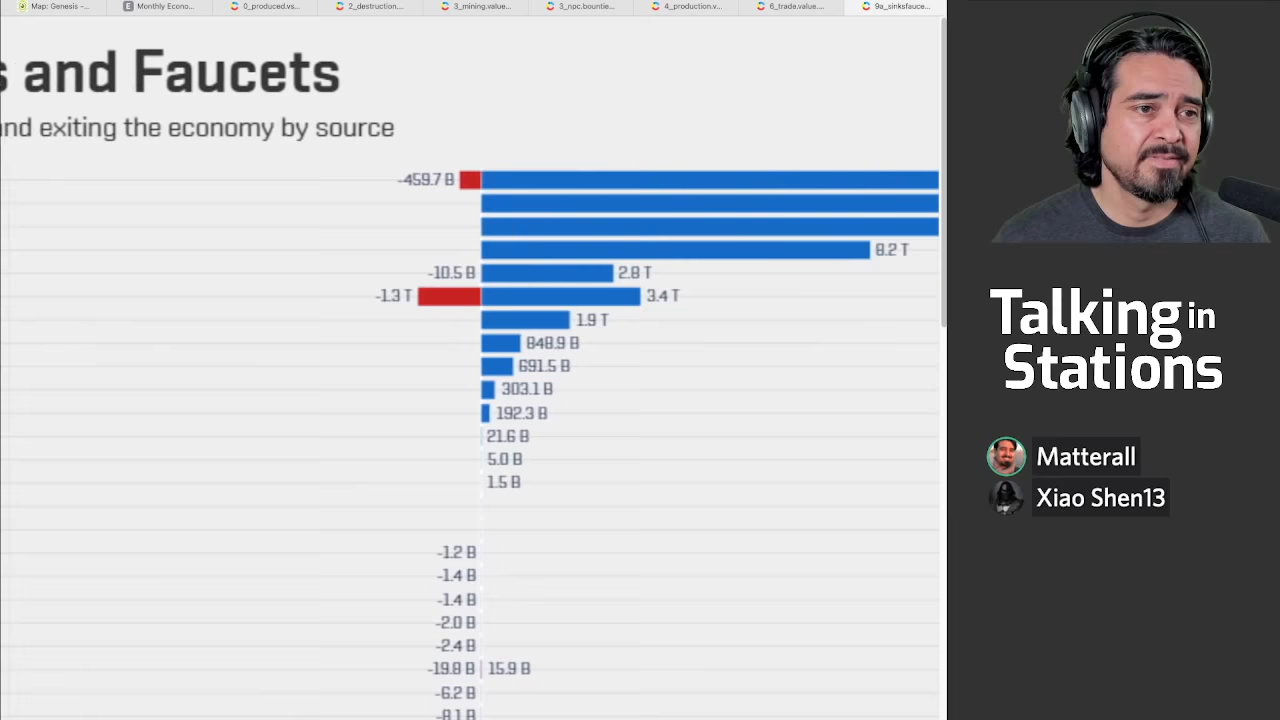 Map: Genesis -...
Monthly Econo...
0_produced.vs...
2_destruction....
3_mining.value...
3_npc.bountie...
4_production.v...
6_trade.value....
9a_sinksfauce...
s and Faucets
nd exiting the economy by source
-459.7 B
8.2 T
-10.5 B 2.8 T
-1.3 T 3.4 T
1.9 T
848.9 B
691.5 B
303.1 B
192.3 B
21.6 B
5.0 B
1.5 B
-1.2 B
-1.4 B
-1.4 B
-2.0 B
-2.4 B
-19.8 B 15.9 B
-6.2 B
-8.1 B
Talking in
Stations
Matterall
Xiao Shen13